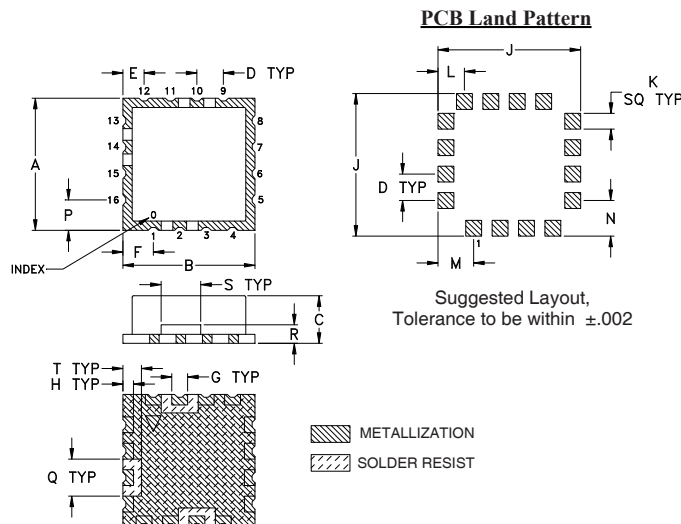 PCB Land Pattern
E
D TYP
12 11 10 9
13
14
15
16
8
7
6
5
A
P
0
1 2 3 4
INDEX
F
B
S TYP
C
R
T TYP
H TYP
G TYP
Q TYP
J
L
K
SQ TYP
J
D TYP
N
1
M
Suggested Layout,
Tolerance to be within ±.002
METALLIZATION
SOLDER RESIST